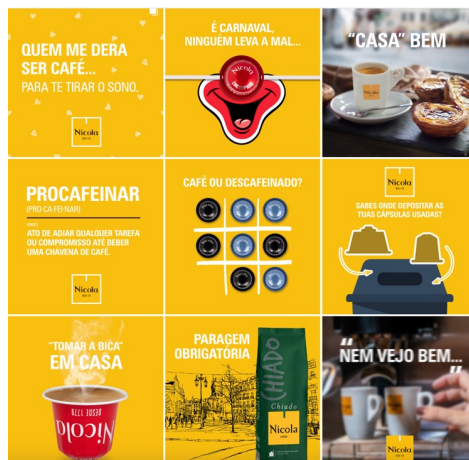 QUEM ME DERA
SER CAFÉ...
PARA TE TIRAR O SONO.
Nicola
É CARNAVAL,
NINGUÉM LEVA A MAL...
Nicola
“CASA” BEM
PROCAFEINAR
(PRO·CA·FEI·NAR)
ATO DE ADIAR QUALQUER TAREFA
OU COMPROMISSO ATÉ BEBER
UMA CHÁVENA DE CAFÉ.
Nicola
CAFÉ OU DESCAFEINADO?
Nicola
SABES ONDE DEPOSITAR AS
TUAS CÁPSULAS USADAS?
“TOMAR A BICA”
EM CASA
DESDE 1779
Nicola
PARAGEM
OBRIGATÓRIA
CHIADO
Chiado
Nicola
“
NEM VEJO BEM...
”
Nicola